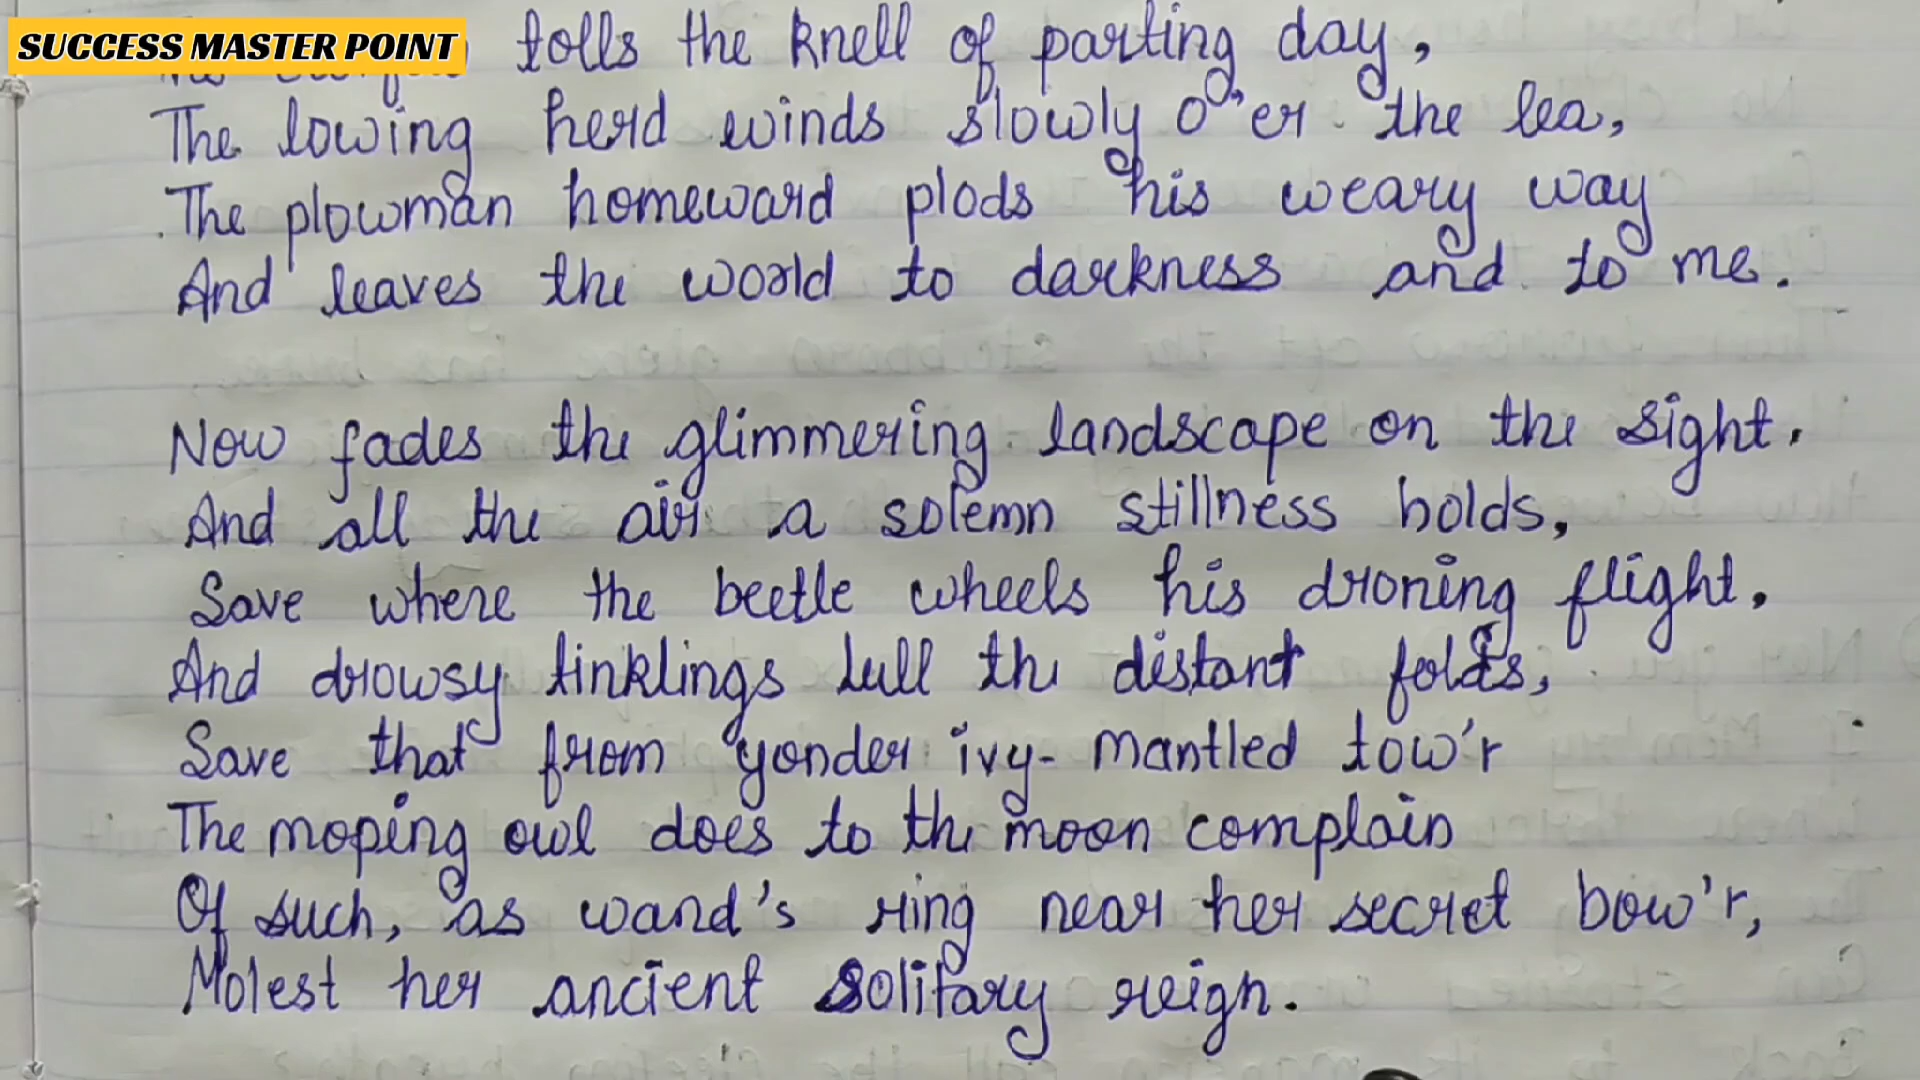 SUCCESS MASTER POINT
tolls the knell of parting day,
The lowing herd winds slowly o'er the lea,
The plowman homeward plods his weary way
And leaves the world to darkness and to me.
Now fades the glimmering landscape on the sight.
And all the air a solemn stillness holds,
Save where the beetle wheels his droning flight.
And drowsy tinklings lull the distant folds,
Save that from yonder ivy-mantled tow'r
The moping owl does to the moon complain
Of such, as wand's ring near her secret bow'r,
Molest her ancient solitary reign.